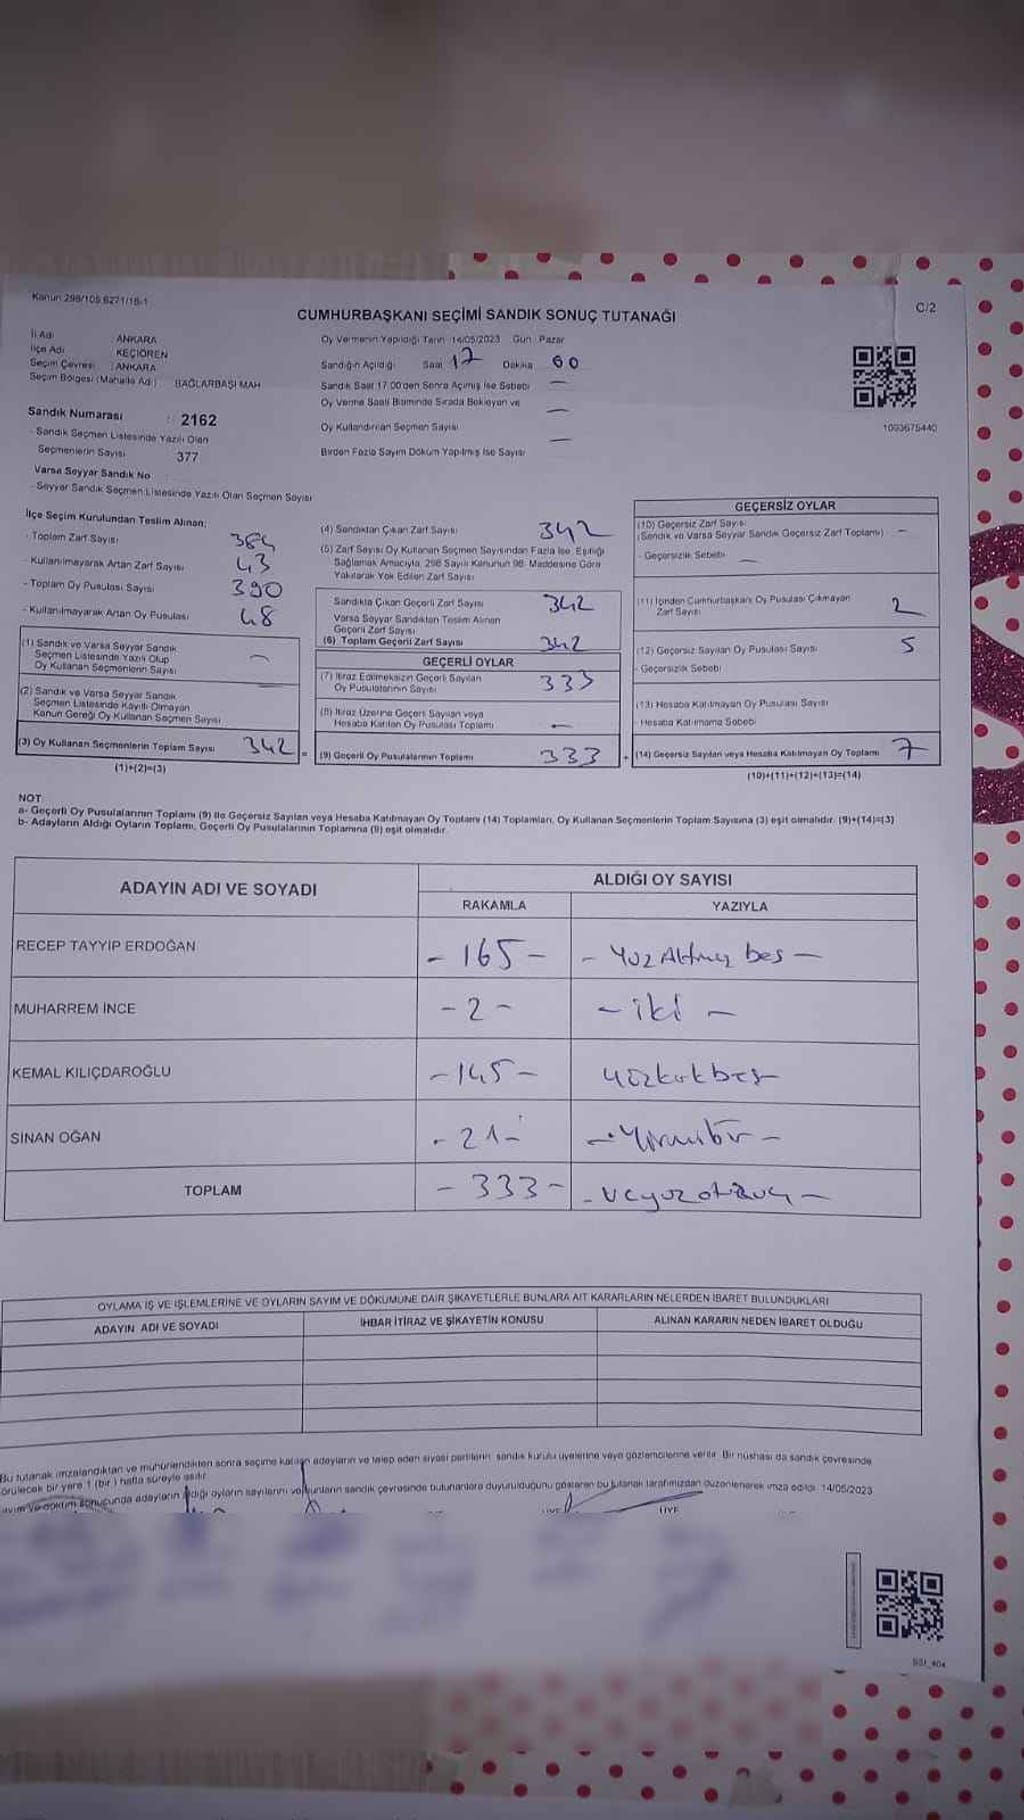 Kanun 298/105 6271/18-1
C/2
CUMHURBAŞKANI SEÇİMİ SANDIK SONUÇ TUTANAĞI
İli Adı ANKARA
İlçe Adı KEÇİÖREN
Seçim Çevresi : ANKARA
Seçim Bölgesi (Mahalle Adı) BAĞLARBAŞI MAH
Sandık Numarası : 2162
- Sandık Seçmen Listesinde Yazılı Olan
Seçmenlerin Sayısı 377
Varsa Seyyar Sandık No
- Seyyar Sandık Seçmen Listesinde Yazılı Olan Seçmen Sayısı
Oy Vermenin Yapıldığı Tarih 14/05/2023 Gün Pazar
Sandığın Açıldığı Saat 17 Dakika 00
Sandık Saat 17.00'den Sonra Açılmış İse Sebebi —
Oy Verme Saati Bitiminde Sırada Bekleyen ve
Oy Kullandırılan Seçmen Sayısı —
Birden Fazla Sayım Döküm Yapılmış İse Sayısı —
1003675440
İlçe Seçim Kurulundan Teslim Alınan;
- Toplam Zarf Sayısı 384
- Kullanılmayarak Artan Zarf Sayısı 43
- Toplam Oy Pusulası Sayısı 390
- Kullanılmayarak Artan Oy Pusulası 48
(1) Sandık ve Varsa Seyyar Sandık
Seçmen Listesinde Yazılı Olup
Oy Kullanan Seçmenlerin Sayısı —
(2) Sandık ve Varsa Seyyar Sandık
Seçmen Listesinde Kayıtlı Olmayan
Kanun Gereği Oy Kullanan Seçmen Sayısı —
(3) Oy Kullanan Seçmenlerin Toplam Sayısı 342
(1)+(2)=(3)
(4) Sandıktan Çıkan Zarf Sayısı 342
(5) Zarf Sayısı Oy Kullanan Seçmen Sayısından Fazla İse, Eşitliği
Sağlamak Amacıyla, 298 Sayılı Kanunun 98. Maddesine Göre
Yakılarak Yok Edilen Zarf Sayısı
Sandıkta Çıkan Geçerli Zarf Sayısı 342
Varsa Seyyar Sandıktan Teslim Alınan
Geçerli Zarf Sayısı
(6) Toplam Geçerli Zarf Sayısı 342
GEÇERLİ OYLAR
(7) İtiraz Edilmeksizin Geçerli Sayılan
Oy Pusulalarının Sayısı 333
(8) İtiraz Üzerine Geçerli Sayılan veya
Hesaba Katılan Oy Pusulası Toplamı —
(9) Geçerli Oy Pusulalarının Toplamı 333
GEÇERSİZ OYLAR
(10) Geçersiz Zarf Sayısı
(Sandık ve Varsa Seyyar Sandık Geçersiz Zarf Toplamı) —
- Geçersizlik Sebebi —
(11) İçinden Cumhurbaşkanı Oy Pusulası Çıkmayan
Zarf Sayısı 2
(12) Geçersiz Sayılan Oy Pusulası Sayısı 5
- Geçersizlik Sebebi
(13) Hesaba Katılmayan Oy Pusulası Sayısı
- Hesaba Katılmama Sebebi
(14) Geçersiz Sayılan veya Hesaba Katılmayan Oy Toplamı 7
(10)+(11)+(12)+(13)=(14)
NOT:
a- Geçerli Oy Pusulalarının Toplamı (9) İle Geçersiz Sayılan veya Hesaba Katılmayan Oy Toplamı (14) Toplamları, Oy Kullanan Seçmenlerin Toplam Sayısına (3) eşit olmalıdır. (9)+(14)=(3)
b- Adayların Aldığı Oyların Toplamı, Geçerli Oy Pusulalarının Toplamına (9) eşit olmalıdır.
ADAYIN ADI VE SOYADI
ALDIĞI OY SAYISI
RAKAMLA YAZIYLA
RECEP TAYYİP ERDOĞAN - 165 - - Yüz Altmış beş -
MUHARREM İNCE - 2 - - iki -
KEMAL KILIÇDAROĞLU - 145 - yüzkırkbeş
SİNAN OĞAN - 21 - - Yirmibir -
TOPLAM - 333 - - üçyüzotuzüç -
OYLAMA İŞ VE İŞLEMLERİNE VE OYLARIN SAYIM VE DÖKÜMÜNE DAİR ŞİKAYETLERLE BUNLARA AİT KARARLARIN NELERDEN İBARET BULUNDUKLARI
ADAYIN ADI VE SOYADI İHBAR İTİRAZ VE ŞİKAYETİN KONUSU ALINAN KARARIN NEDEN İBARET OLDUĞU
Bu tutanak imzalandıktan ve mühürlendikten sonra seçime katılan adayların ve talep eden siyasi partilerin sandık kurulu üyelerine veya gözlemcilerine verilir. Bir nüshası da sandık çevresinde
görülecek bir yere 1 (bir) hafta süreyle asılır.
sayım ve döküm sonucunda adayların aldığı oyların sayılarını ve bunların sandık çevresinde bulunanlara duyurulduğunu gösteren bu tutanak tarafımızdan düzenlenerek imza edildi. 14/05/2023
ÜYE ÜYE